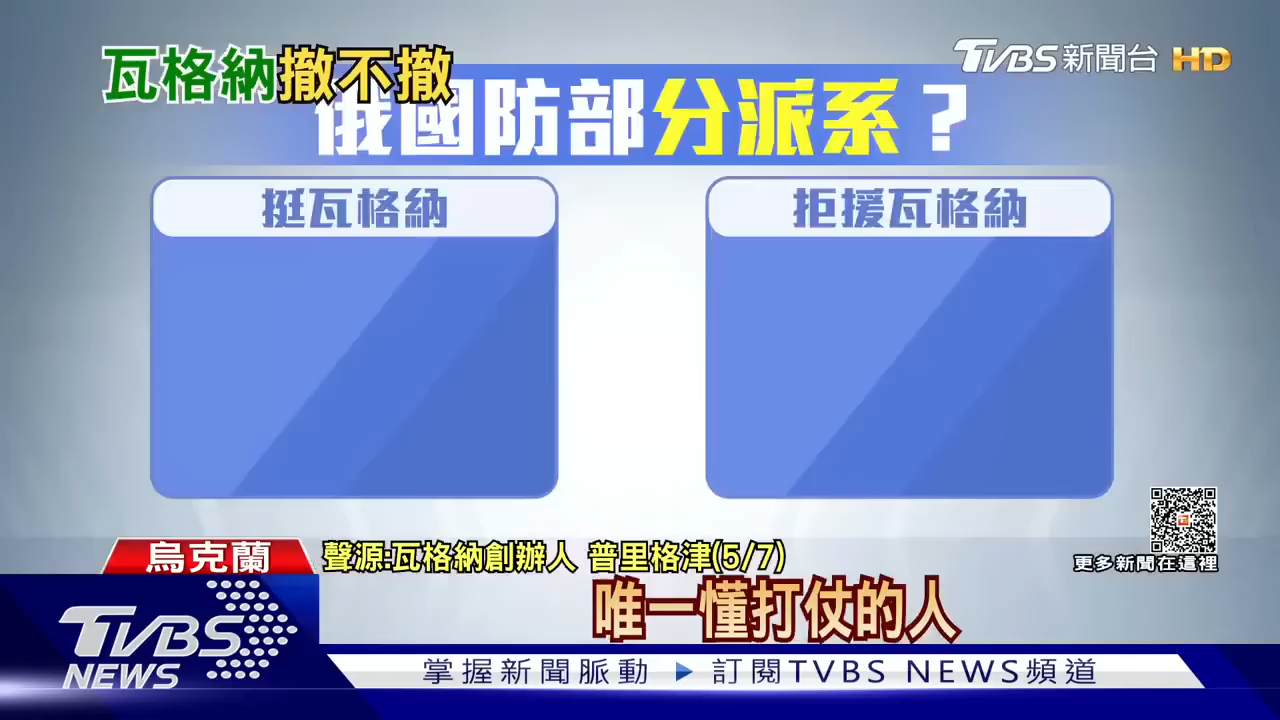 瓦格納撤不撤
TVBS新聞台 HD
俄國防部分派系？
挺瓦格納
拒援瓦格納
更多新聞在這裡
烏克蘭
聲源:瓦格納創辦人 普里格津(5/7)
唯一懂打仗的人
TVBS NEWS
掌握新聞脈動 ▶ 訂閱TVBS NEWS頻道